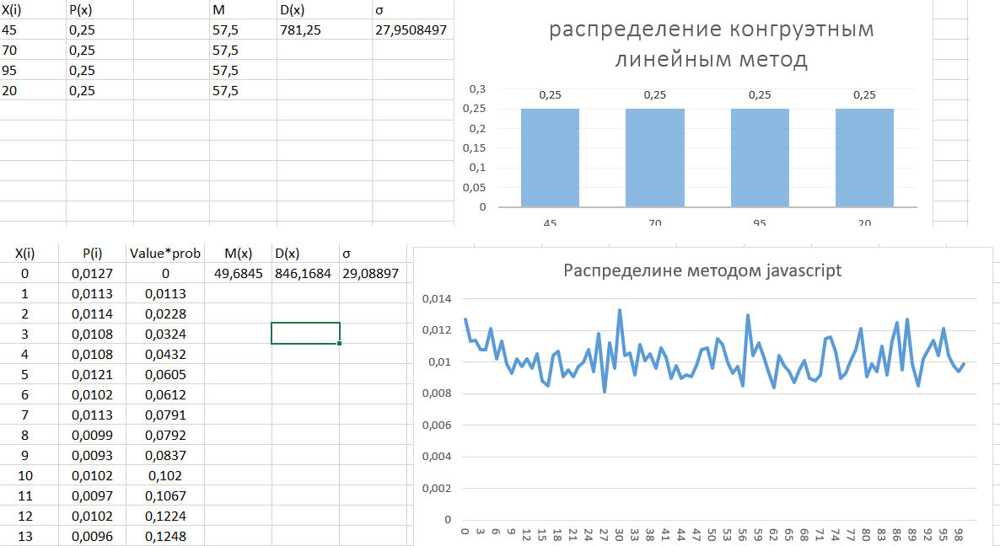 X(i) P(x) M D(x) σ
45 0,25 57,5 781,25 27,9508497
70 0,25 57,5
95 0,25 57,5
20 0,25 57,5
распределение конгруэтным
линейным метод
0,3
0,25
0,2
0,15
0,1
0,05
0
0,25 0,25 0,25 0,25
45 70 95 20
X(i) P(i) Value*prob M(x) D(x) σ
0 0,0127 0 49,6845 846,1684 29,08897
1 0,0113 0,0113
2 0,0114 0,0228
3 0,0108 0,0324
4 0,0108 0,0432
5 0,0121 0,0605
6 0,0102 0,0612
7 0,0113 0,0791
8 0,0099 0,0792
9 0,0093 0,0837
10 0,0102 0,102
11 0,0097 0,1067
12 0,0102 0,1224
13 0,0096 0,1248
Распределине методом javascript
0,014
0,012
0,01
0,008
0,006
0,004
0,002
0
0 3 6 9 12 15 18 21 24 27 30 33 38 41 44 47 50 53 56 59 62 65 68 71 74 77 80 83 86 89 92 95 98